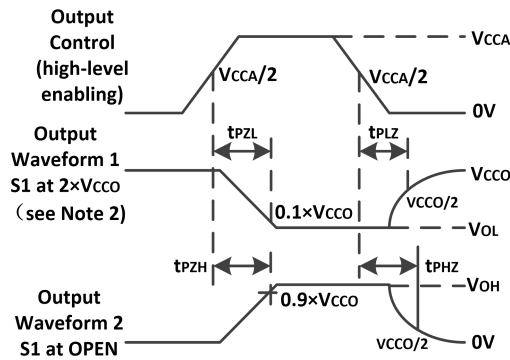 Output
Control
(high-level
enabling)
VCCA
VCCA/2
VCCA/2
0V
Output
Waveform 1
S1 at 2×VCCO
(see Note 2)
tPZL
tPLZ
VCCO
VCCO/2
0.1×VCCO
VOL
tPZH
tPHZ
VOH
Output
Waveform 2
S1 at OPEN
0.9×VCCO
VCCO/2
0V